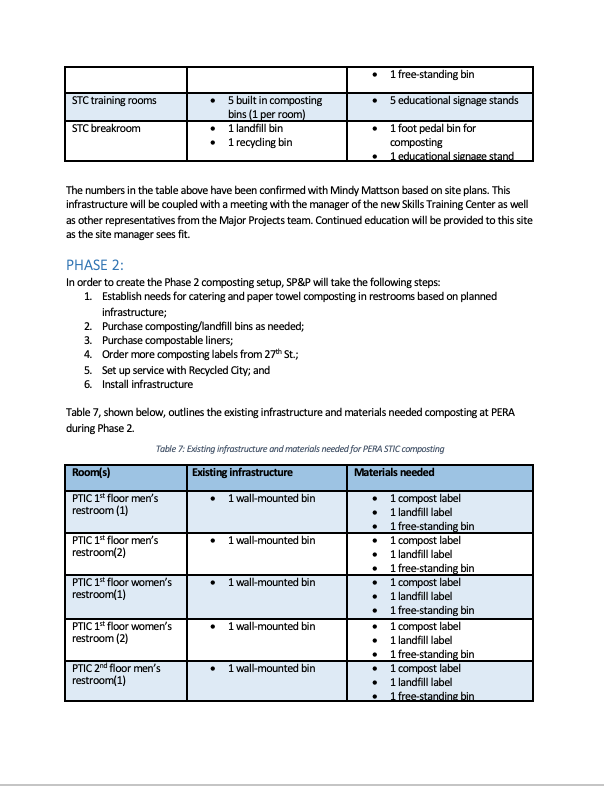 • 1 free-standing bin
STC training rooms
• 5 built in composting
bins (1 per room)
• 5 educational signage stands
STC breakroom
• 1 landfill bin
• 1 recycling bin
• 1 foot pedal bin for
composting
• 1 educational signage stand
The numbers in the table above have been confirmed with Mindy Mattson based on site plans. This
infrastructure will be coupled with a meeting with the manager of the new Skills Training Center as well
as other representatives from the Major Projects team. Continued education will be provided to this site
as the site manager sees fit.
PHASE 2:
In order to create the Phase 2 composting setup, SP&P will take the following steps:
1. Establish needs for catering and paper towel composting in restrooms based on planned
infrastructure;
2. Purchase composting/landfill bins as needed;
3. Purchase compostable liners;
4. Order more composting labels from 27th St.;
5. Set up service with Recycled City; and
6. Install infrastructure
Table 7, shown below, outlines the existing infrastructure and materials needed composting at PERA
during Phase 2.
Table 7: Existing infrastructure and materials needed for PERA STIC composting
Room(s)
Existing infrastructure
Materials needed
PTIC 1st floor men's
restroom (1)
• 1 wall-mounted bin
• 1 compost label
• 1 landfill label
• 1 free-standing bin
PTIC 1st floor men's
restroom(2)
• 1 wall-mounted bin
• 1 compost label
• 1 landfill label
• 1 free-standing bin
PTIC 1st floor women's
restroom(1)
• 1 wall-mounted bin
• 1 compost label
• 1 landfill label
• 1 free-standing bin
PTIC 1st floor women's
restroom (2)
• 1 wall-mounted bin
• 1 compost label
• 1 landfill label
• 1 free-standing bin
PTIC 2nd floor men's
restroom(1)
• 1 wall-mounted bin
• 1 compost label
• 1 landfill label
• 1 free-standing bin